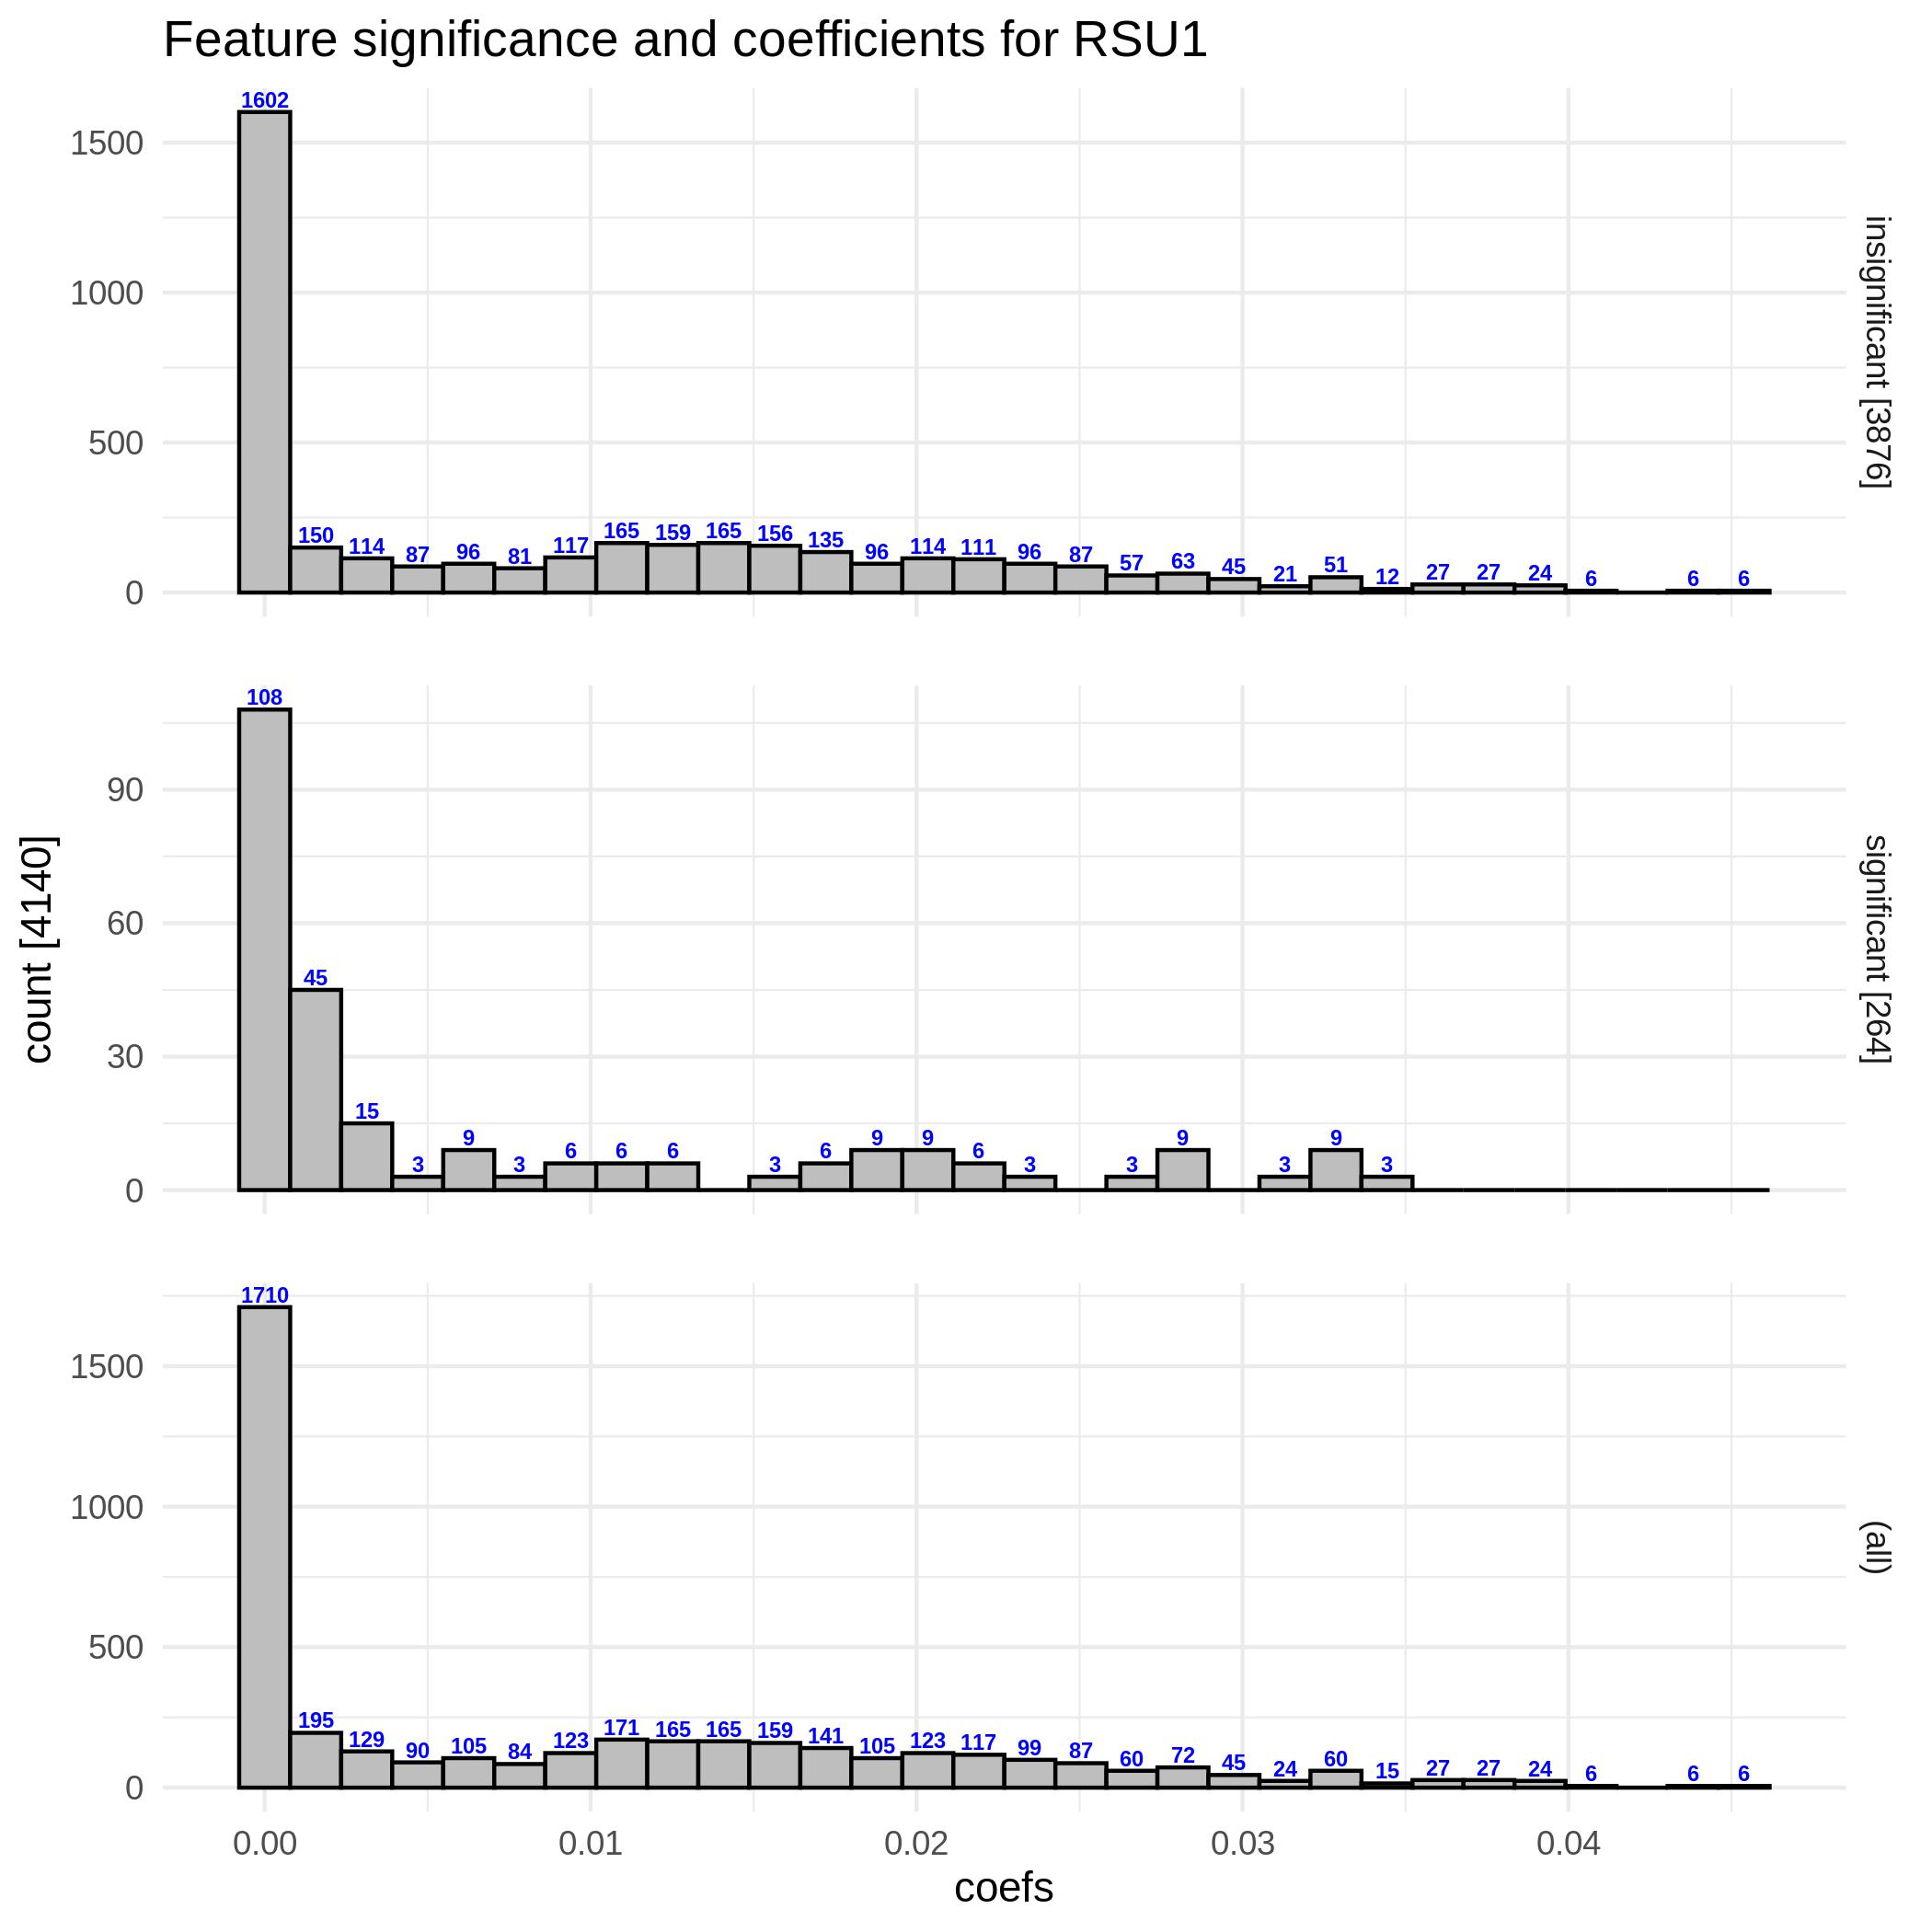 Feature significance and coefficients for RSU1
1602
1500
1000
500
0
150 114 87 96 81 117 165 159 165 156 135 96 114 111 96 87 57 63 45 21 51 12 27 27 24 6 6 6
insignificant [3876]
108
90
60
30
0
45
15
3 9 3 6 6 6 3 6 9 9 6 3 3 9 3 9 3
significant [264]
count [4140]
1710
1500
1000
500
0
195 129 90 105 84 123 171 165 165 159 141 105 123 117 99 87 60 72 45 24 60 15 27 27 24 6 6 6
(all)
0.00 0.01 0.02 0.03 0.04
coefs